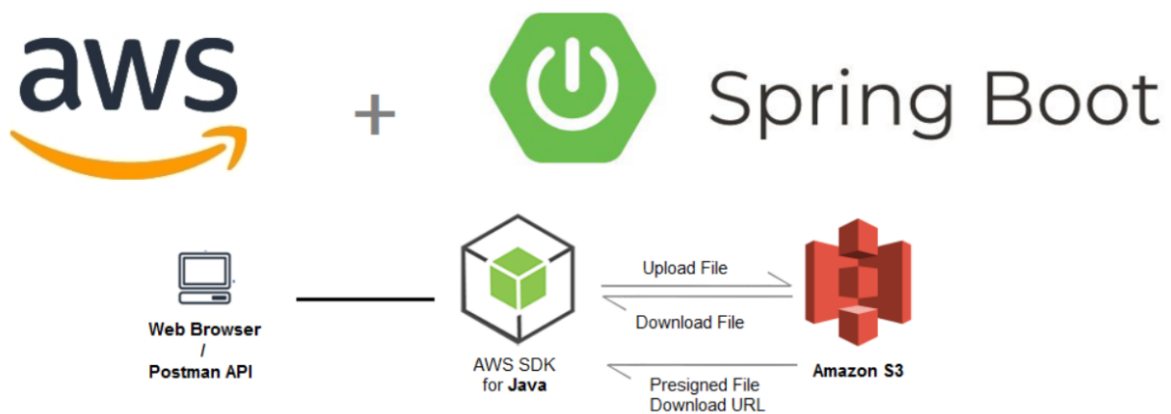 aws
+
Spring Boot
Upload File
Download File
Web Browser
/
Postman API
AWS SDK
for Java
Amazon S3
Presigned File
Download URL